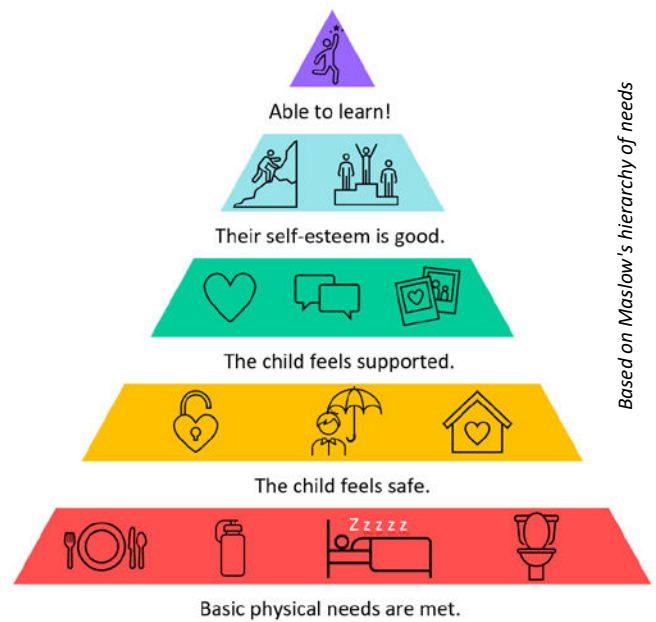 Able to learn!
Their self-esteem is good.
The child feels supported.
The child feels safe.
Zzzzz
Basic physical needs are met.
Based on Maslow's hierarchy of needs